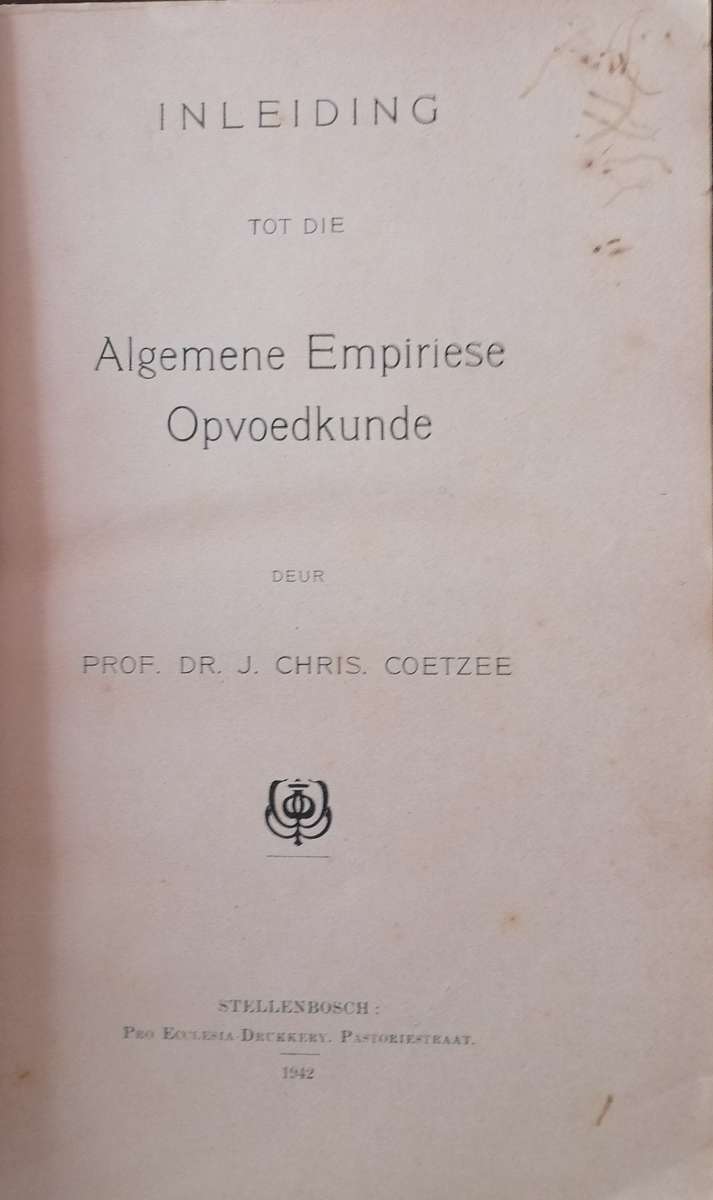 INLEIDING
TOT DIE
Algemene Empiriese
Opvoedkunde
DEUR
PROF. DR. J. CHRIS. COETZEE
STELLENBOSCH :
PRO ECCLESIA-DRUKKERY. PASTORIESTRAAT.
1942